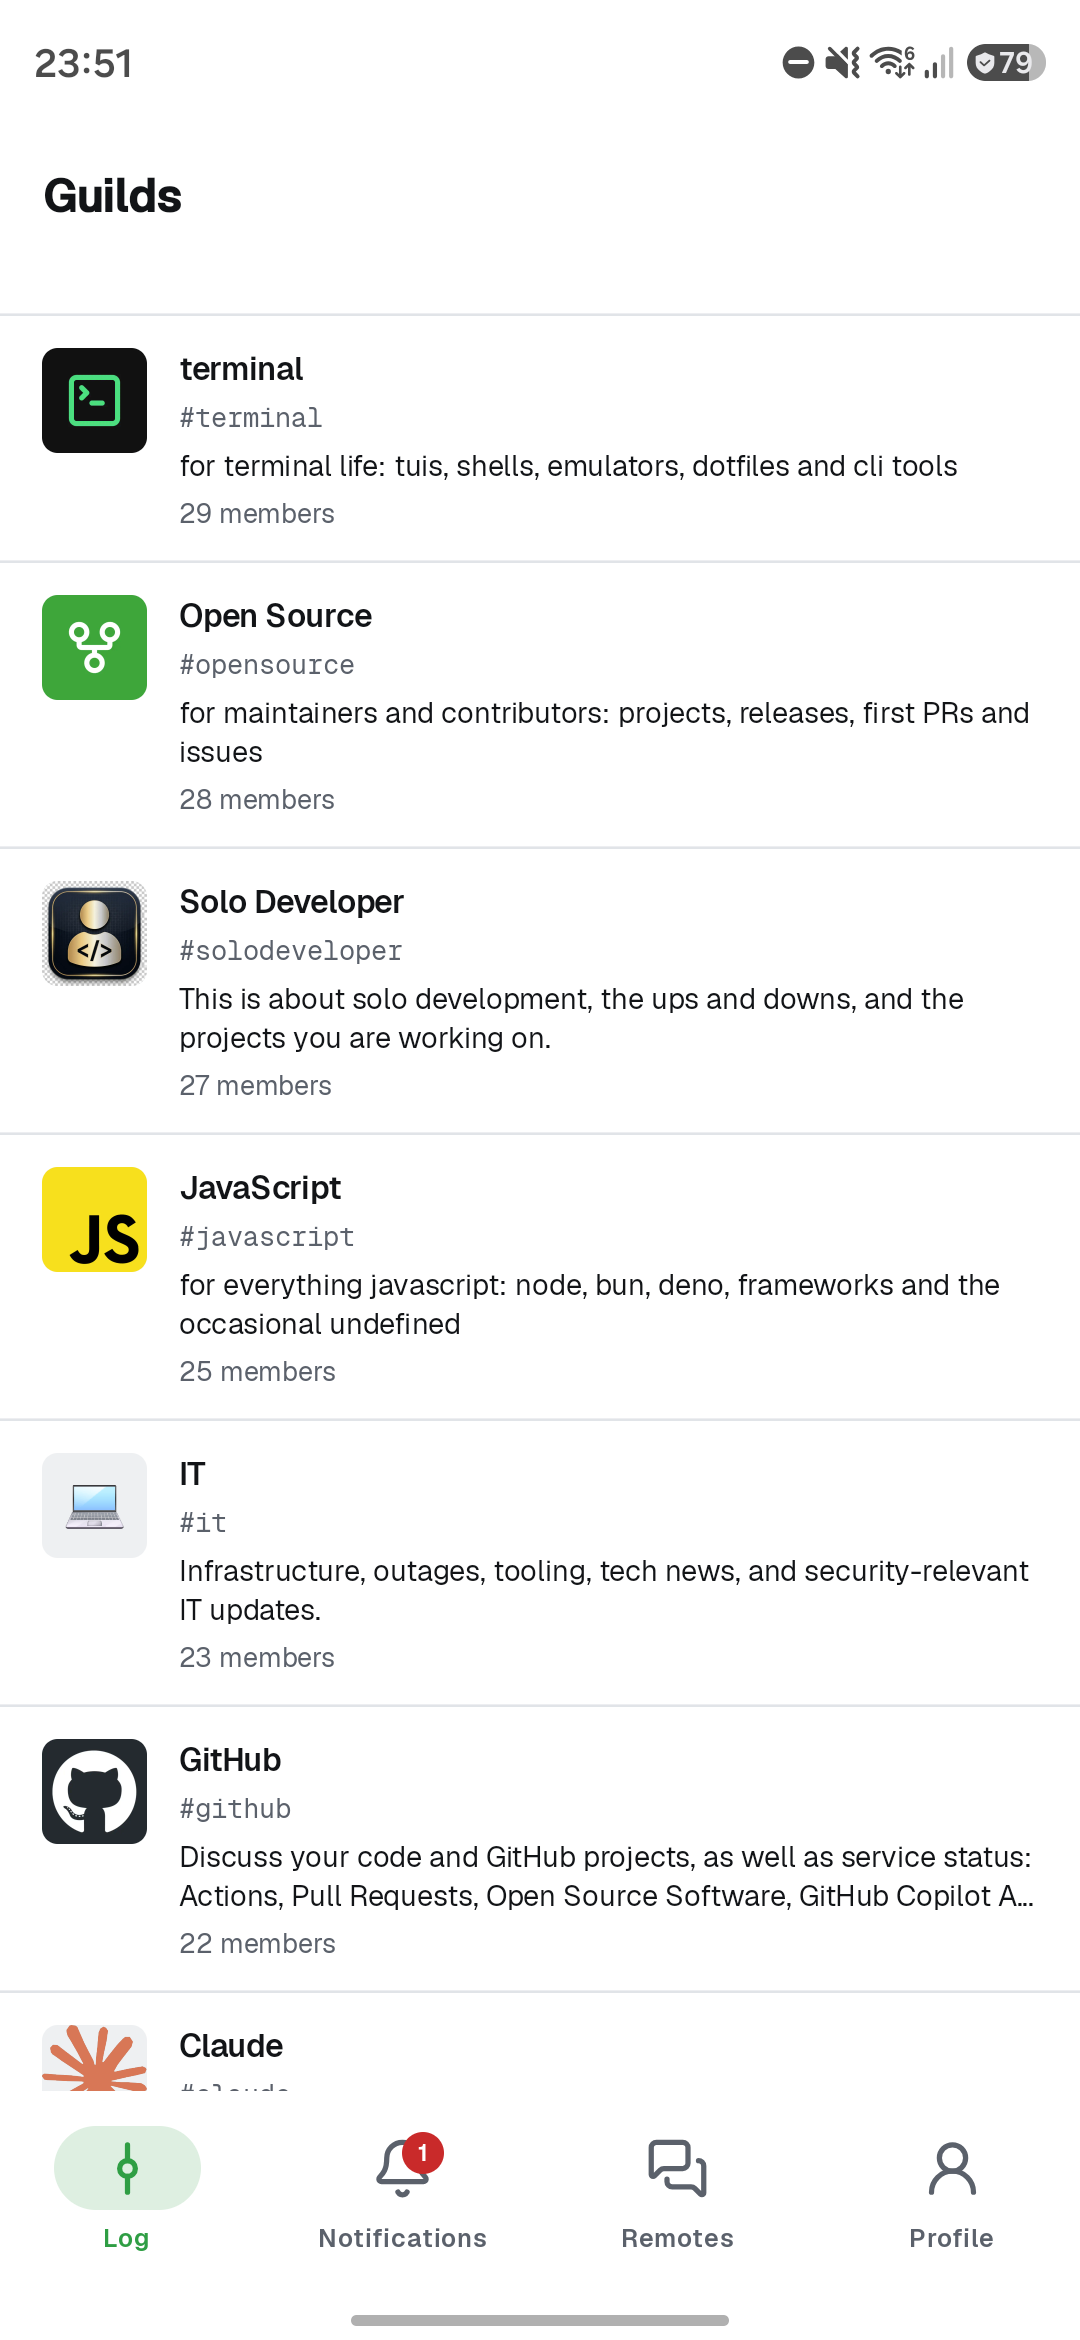 23:51
6
79
Guilds
terminal
#terminal
for terminal life: tuis, shells, emulators, dotfiles and cli tools
29 members
Open Source
#opensource
for maintainers and contributors: projects, releases, first PRs and
issues
28 members
</>
Solo Developer
#solodeveloper
This is about solo development, the ups and downs, and the
projects you are working on.
27 members
JS
JavaScript
#javascript
for everything javascript: node, bun, deno, frameworks and the
occasional undefined
25 members
IT
#it
Infrastructure, outages, tooling, tech news, and security-relevant
IT updates.
23 members
GitHub
#github
Discuss your code and GitHub projects, as well as service status:
Actions, Pull Requests, Open Source Software, GitHub Copilot A...
22 members
Claude
#claude
1
Log
Notifications
Remotes
Profile